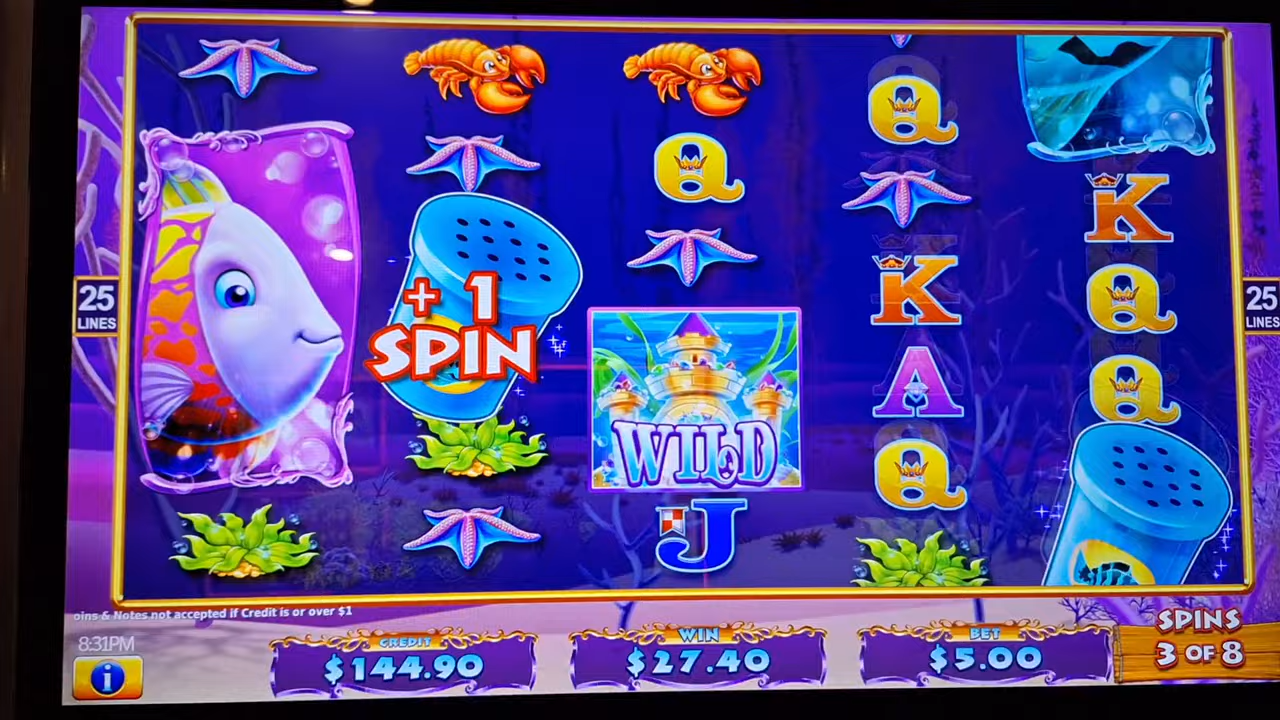 Q
K
Q
25
LINES
+ 1
SPIN
K
Q
25
LINES
A
Q
WILD
Q
J
oins & Notes not accepted if Credit is or over $1
8:31PM
CREDIT
$144.90
WIN
$27.40
BET
$5.00
SPINS
3 OF 8
i